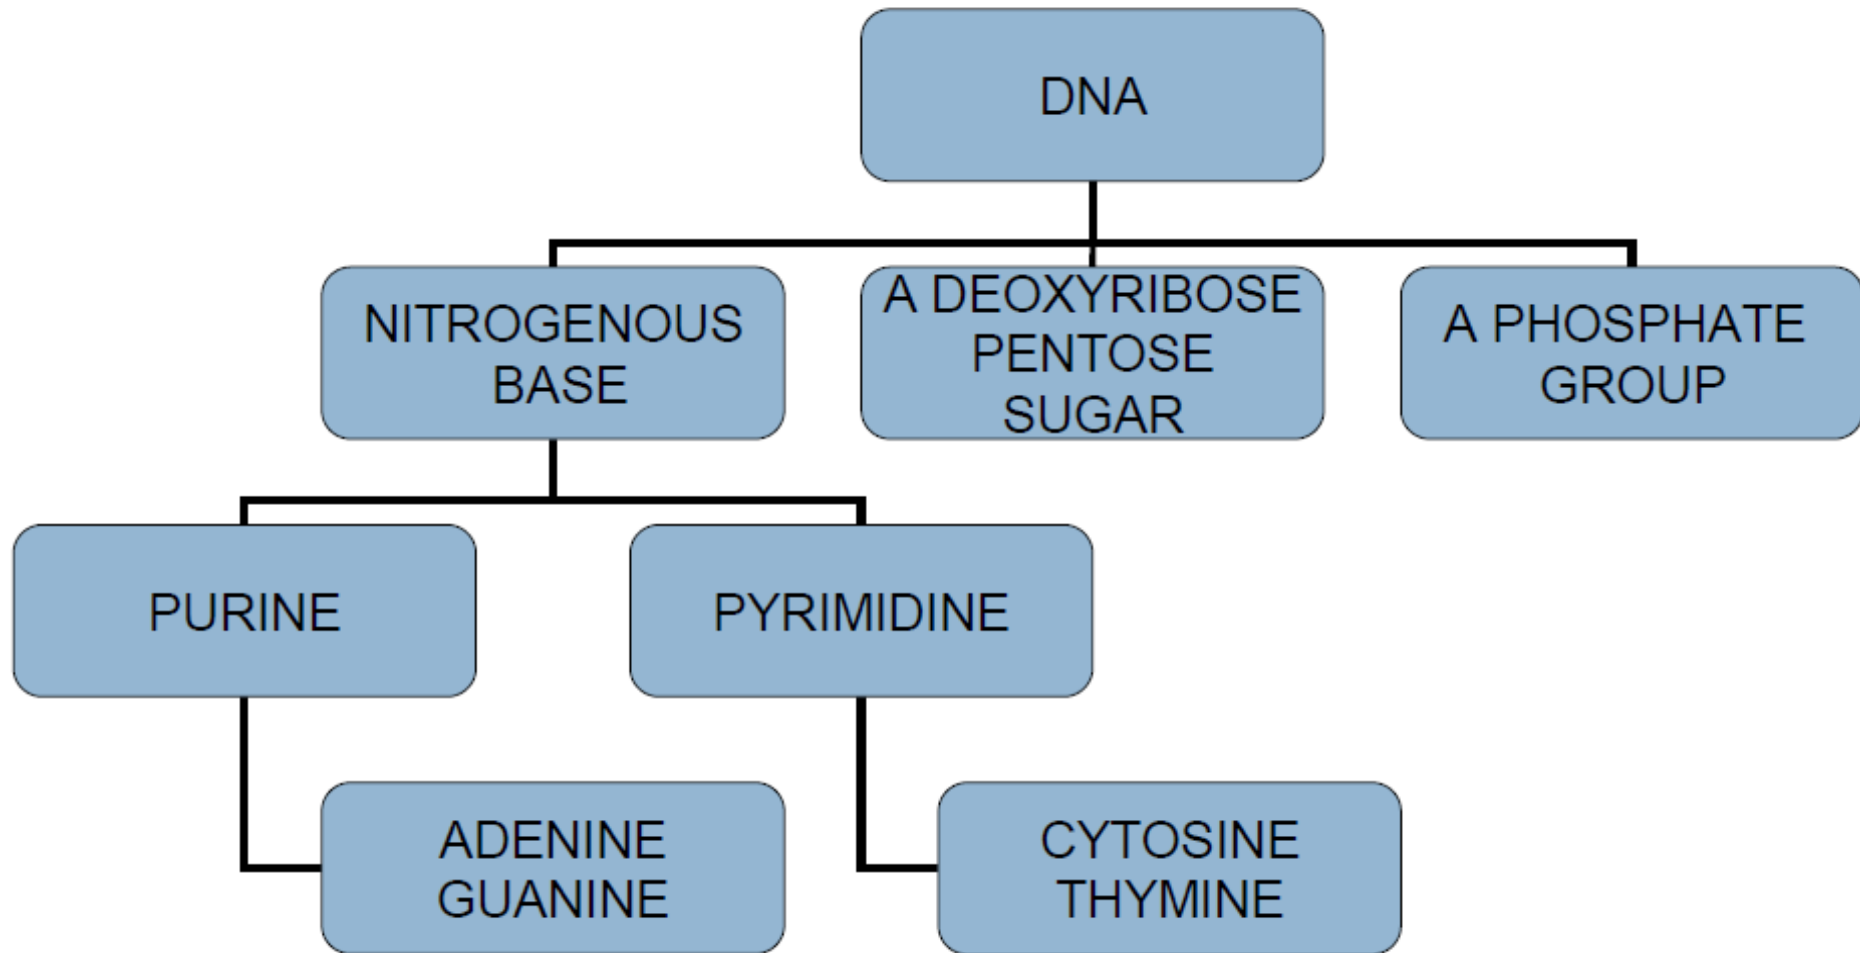 DNA
NITROGENOUS
BASE
A DEOXYRIBOSE
PENTOSE
SUGAR
A PHOSPHATE
GROUP
PURINE
PYRIMIDINE
ADENINE
GUANINE
CYTOSINE
THYMINE